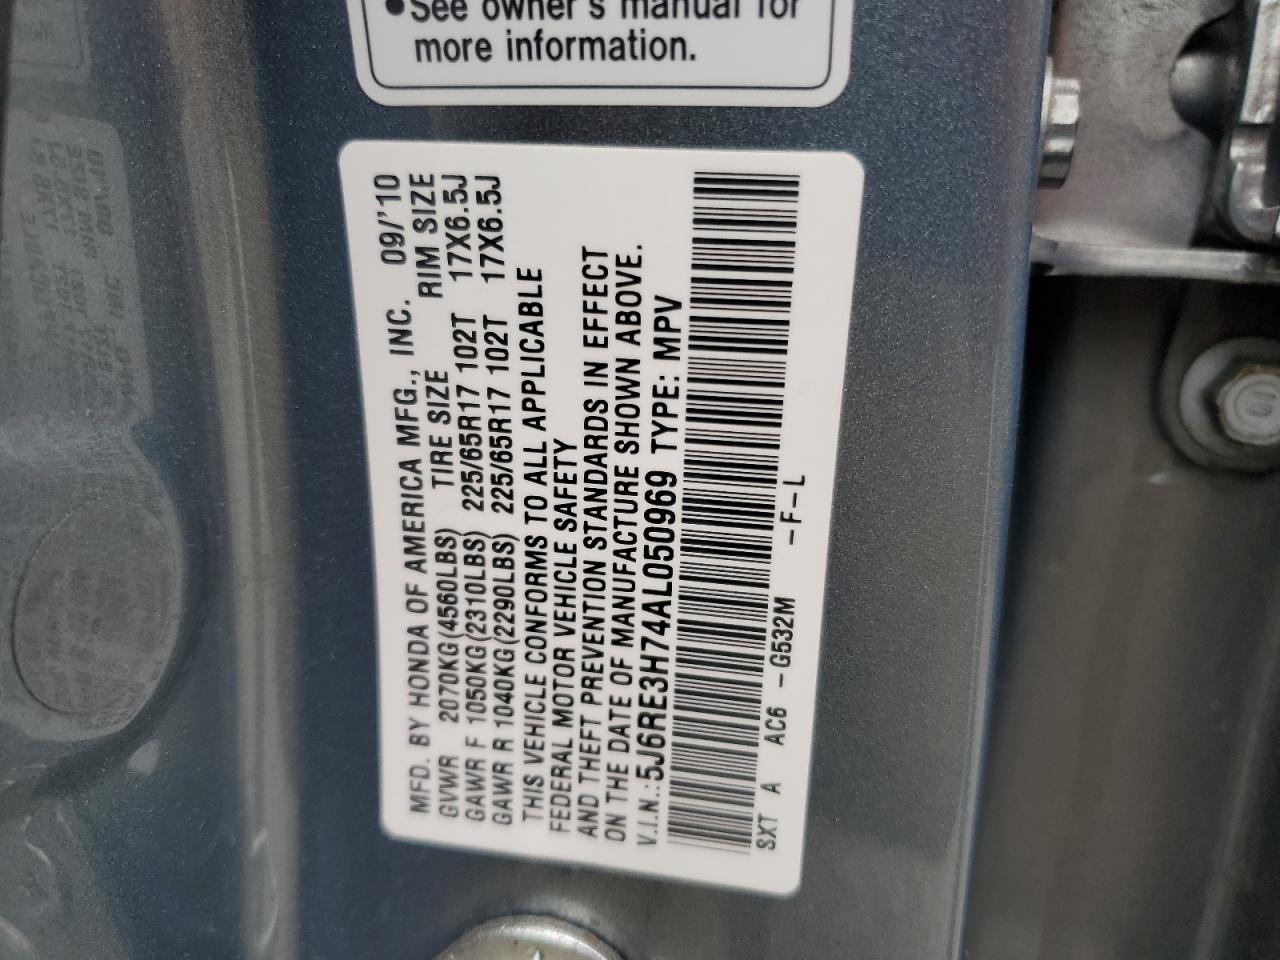 ●See owner's manual for
more information.
MFD. BY HONDA OF AMERICA MFG., INC. 09/'10
GVWR 2070KG(4560LBS) TIRE SIZE RIM SIZE
GAWR F 1050KG(2310LBS) 225/65R17 102T 17X6.5J
GAWR R 1040KG(2290LBS) 225/65R17 102T 17X6.5J
THIS VEHICLE CONFORMS TO ALL APPLICABLE
FEDERAL MOTOR VEHICLE SAFETY
AND THEFT PREVENTION STANDARDS IN EFFECT
ON THE DATE OF MANUFACTURE SHOWN ABOVE.
V.I.N.:5J6RE3H74AL050969 TYPE: MPV
SXT A AC6 -G532M -F-L